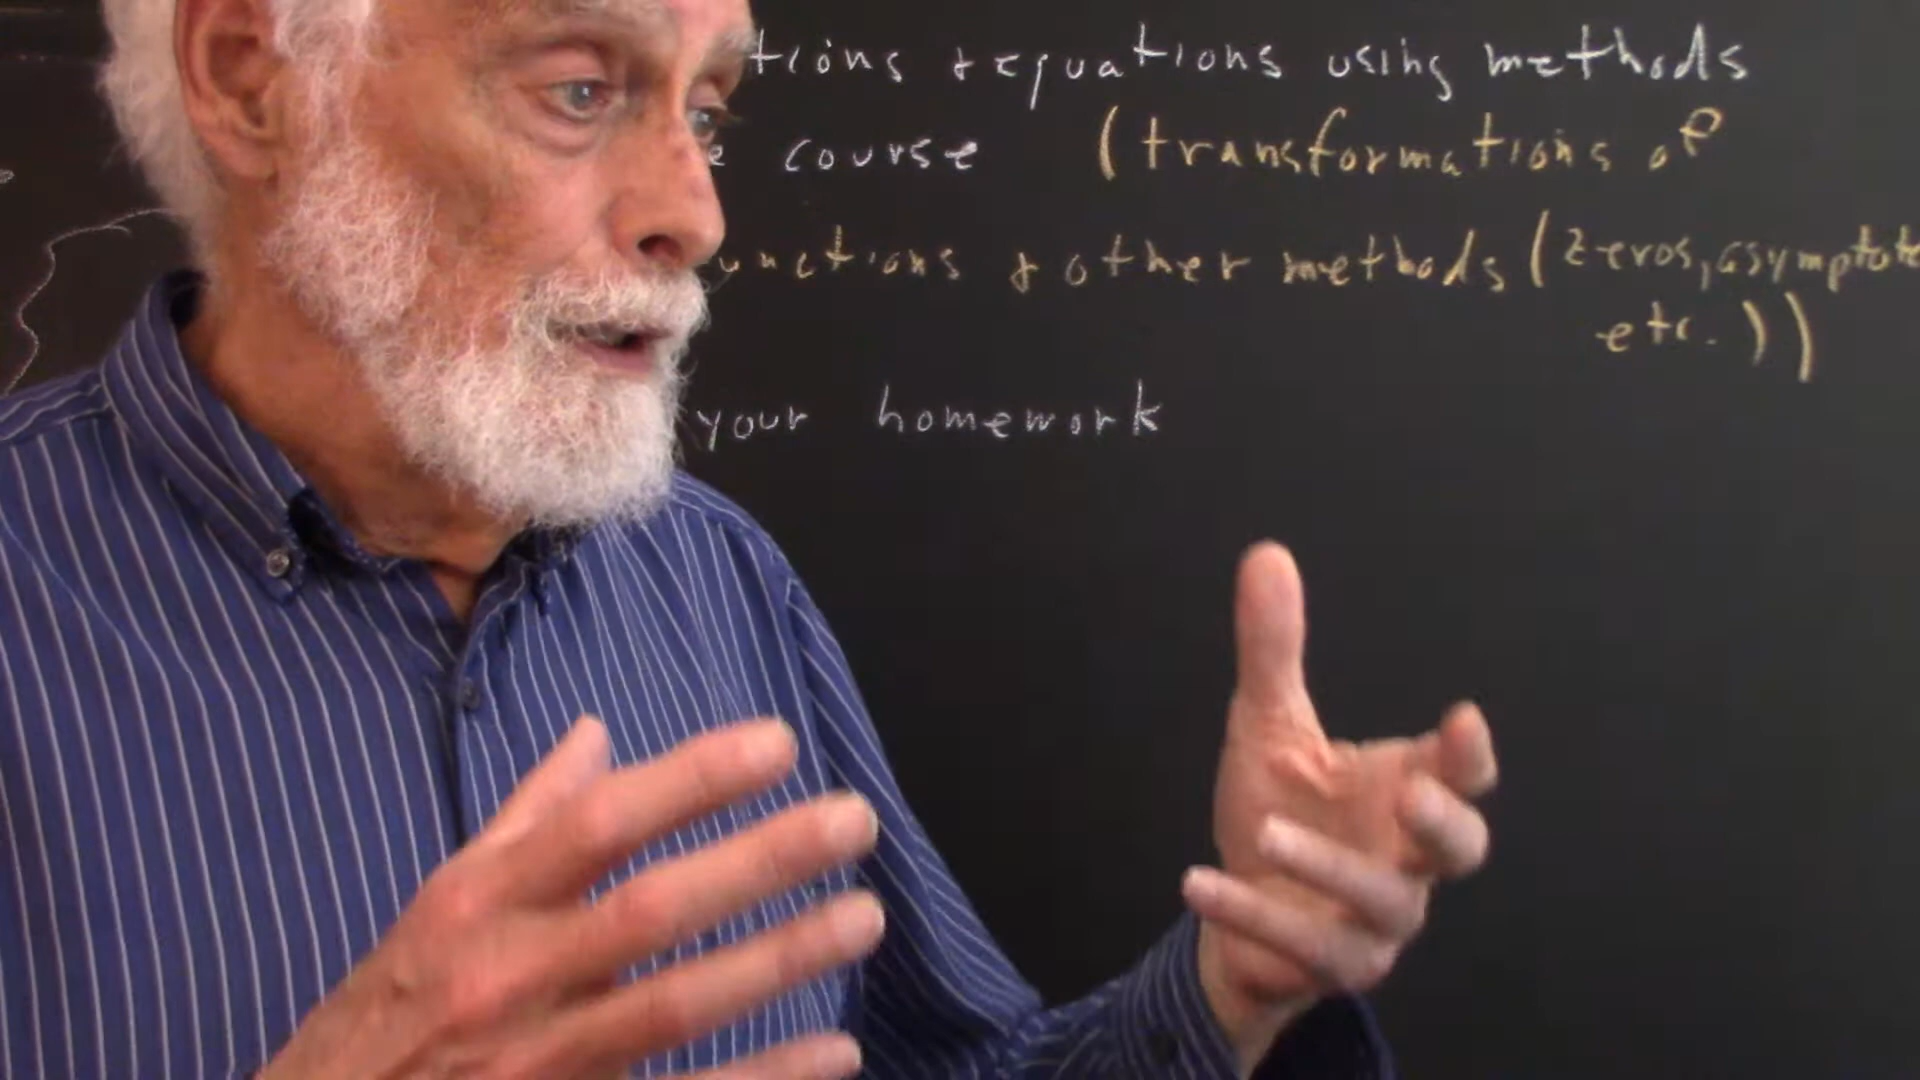 tions & equations using methods
course (transformations of
unctions & other methods (zeros, asymptote
etc.))
your homework